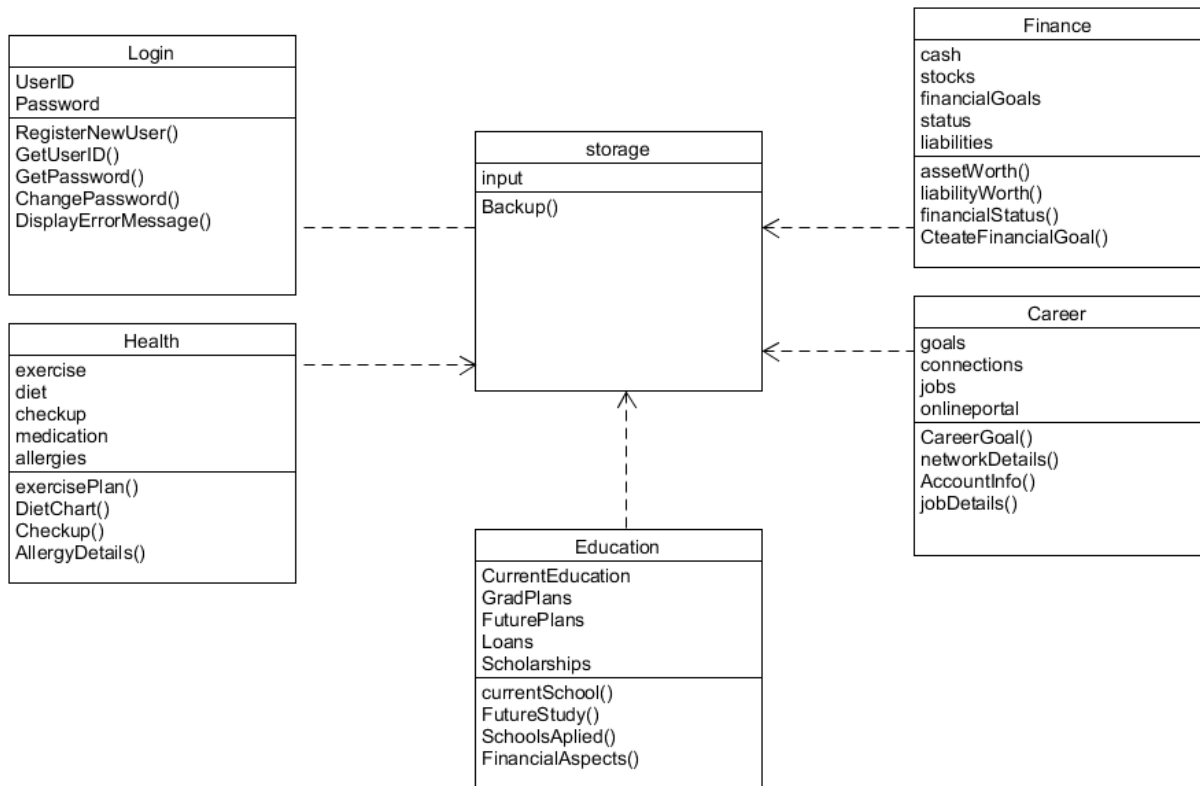 Login
UserID
Password
RegisterNewUser()
GetUserID()
GetPassword()
ChangePassword()
DisplayErrorMessage()
Health
exercise
diet
checkup
medication
allergies
exercisePlan()
DietChart()
Checkup()
AllergyDetails()
storage
input
Backup()
Education
CurrentEducation
GradPlans
FuturePlans
Loans
Scholarships
currentSchool()
FutureStudy()
SchoolsAplied()
FinancialAspects()
Finance
cash
stocks
financialGoals
status
liabilities
assetWorth()
liabilityWorth()
financialStatus()
CteateFinancialGoal()
Career
goals
connections
jobs
onlineportal
CareerGoal()
networkDetails()
AccountInfo()
jobDetails()